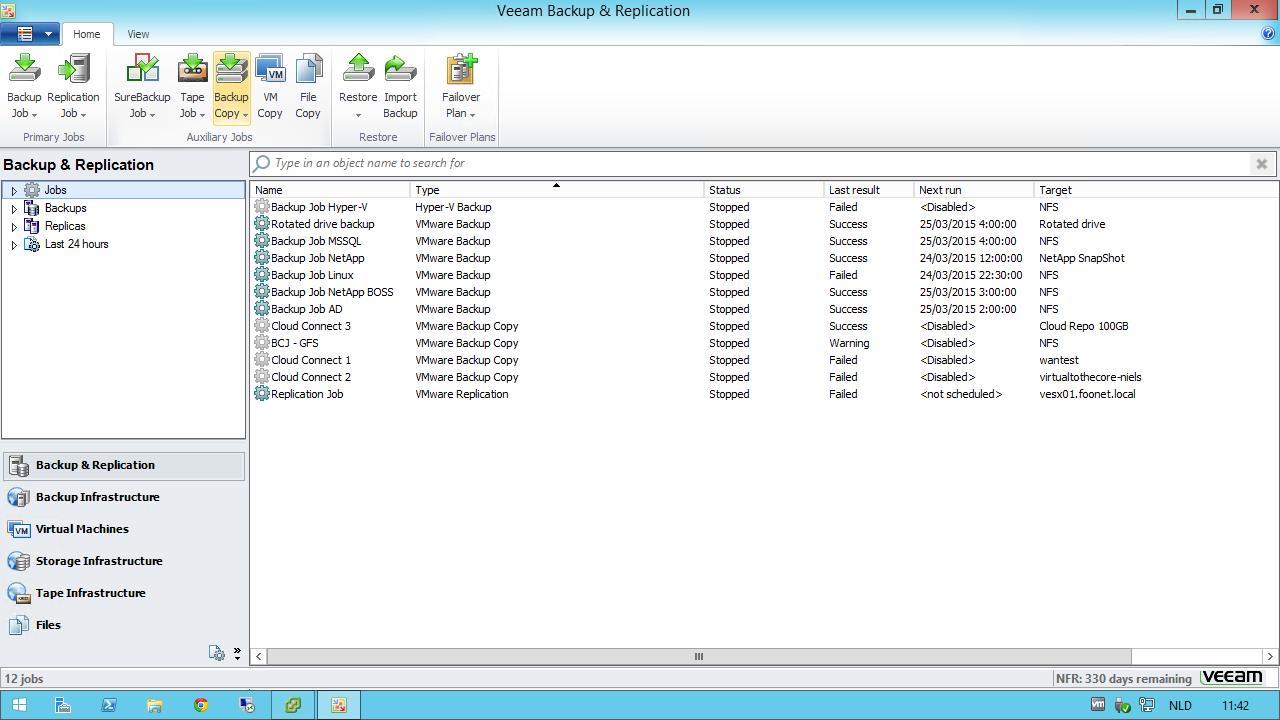 Veeam Backup & Replication
Home View
Backup Job
Replication Job
Primary Jobs
SureBackup Job
Tape Job
Backup Copy
VM Copy
File Copy
Auxiliary Jobs
Restore
Import Backup
Restore
Failover Plan
Failover Plans
Backup & Replication
Jobs
Backups
Replicas
Last 24 hours
Type in an object name to search for
Name Type Status Last result Next run Target
Backup Job Hyper-V Hyper-V Backup Stopped Failed <Disabled> NFS
Rotated drive backup VMware Backup Stopped Success 25/03/2015 4:00:00 Rotated drive
Backup Job MSSQL VMware Backup Stopped Success 25/03/2015 4:00:00 NFS
Backup Job NetApp VMware Backup Stopped Success 24/03/2015 12:00:00 NetApp SnapShot
Backup Job Linux VMware Backup Stopped Failed 24/03/2015 22:30:00 NFS
Backup Job NetApp BOSS VMware Backup Stopped Success 25/03/2015 3:00:00 NFS
Backup Job AD VMware Backup Stopped Success 25/03/2015 2:00:00 NFS
Cloud Connect 3 VMware Backup Copy Stopped Success <Disabled> Cloud Repo 100GB
BCJ - GFS VMware Backup Copy Stopped Warning <Disabled> NFS
Cloud Connect 1 VMware Backup Copy Stopped Failed <Disabled> wantest
Cloud Connect 2 VMware Backup Copy Stopped Failed <Disabled> virtualtothecore-niels
Replication Job VMware Replication Stopped Failed <not scheduled> vesx01.foonet.local
Backup & Replication
Backup Infrastructure
Virtual Machines
Storage Infrastructure
Tape Infrastructure
Files
12 jobs
NFR: 330 days remaining veeam
NLD 11:42